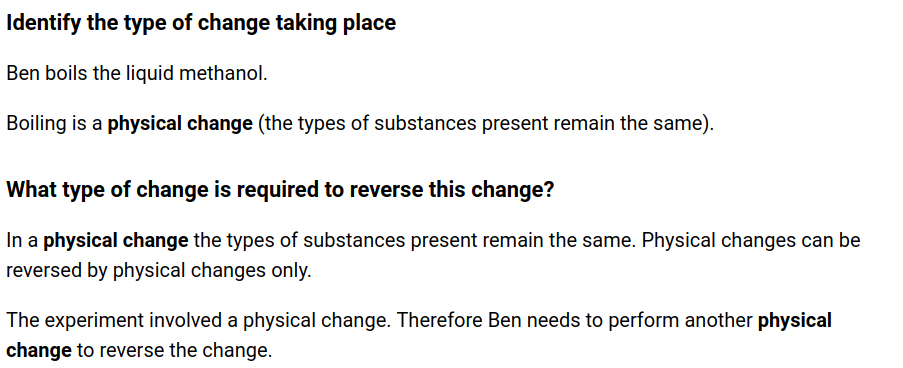 Identify the type of change taking place
Ben boils the liquid methanol.
Boiling is a physical change (the types of substances present remain the same).
What type of change is required to reverse this change?
In a physical change the types of substances present remain the same. Physical changes can be
reversed by physical changes only.
The experiment involved a physical change. Therefore Ben needs to perform another physical
change to reverse the change.